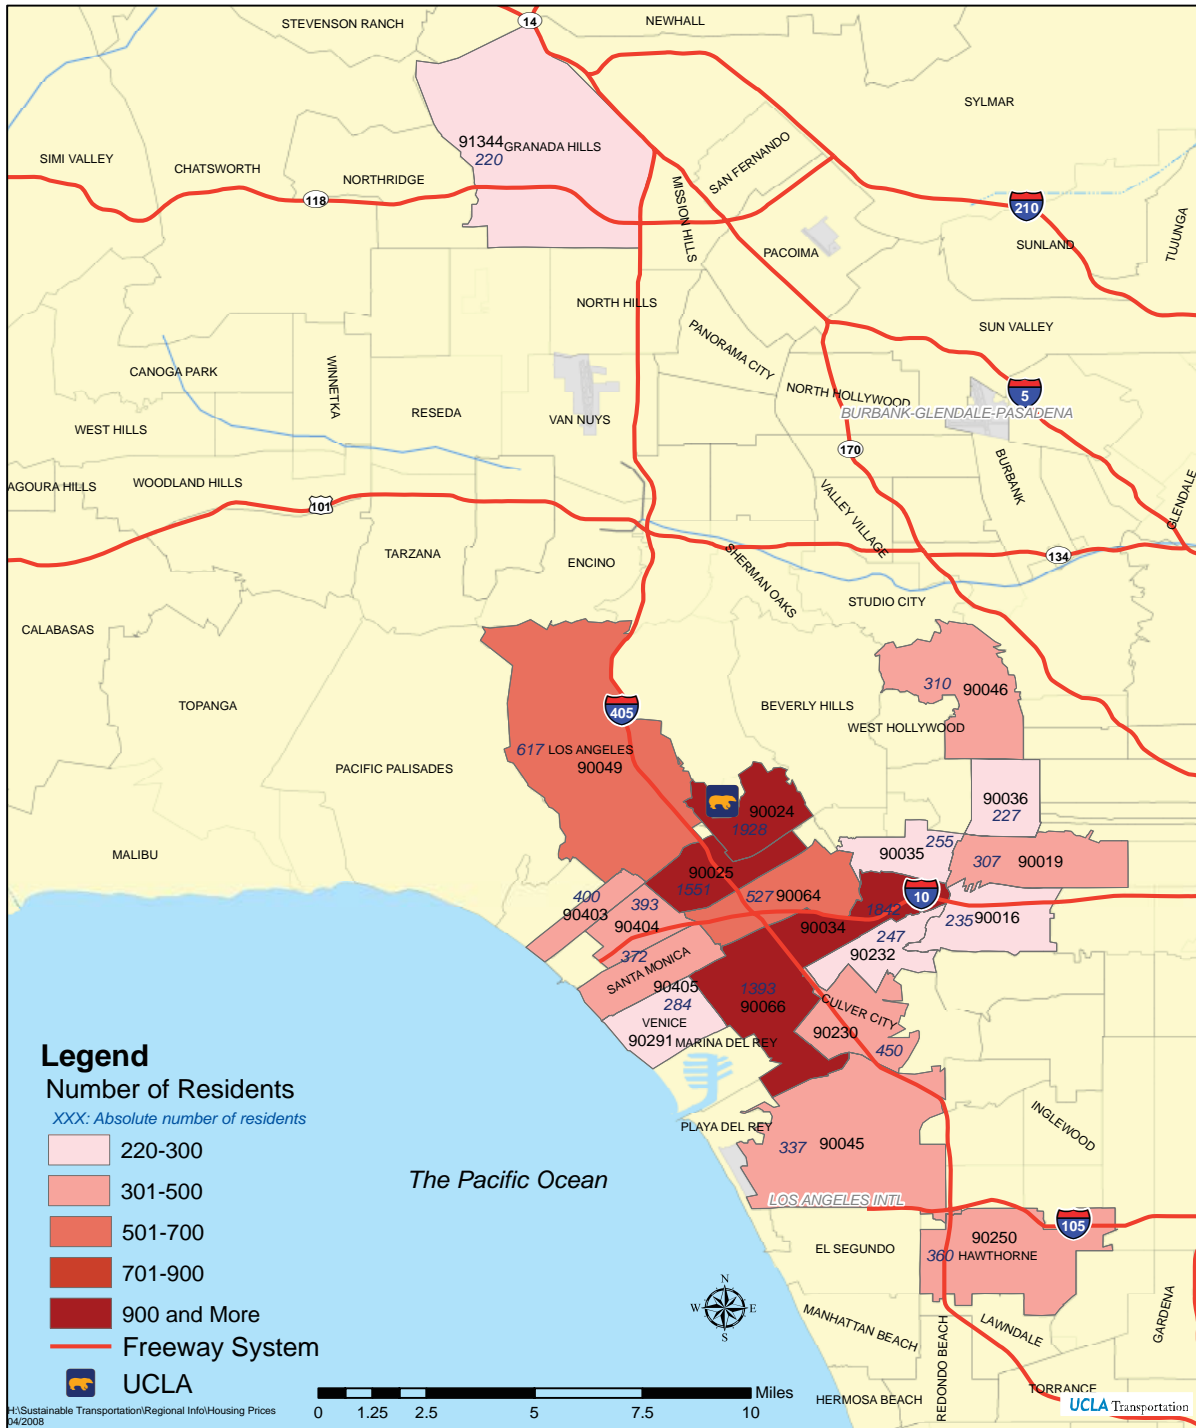 14
STEVENSON RANCH
NEWHALL
SYLMAR
91344 GRANADA HILLS
220
SAN FERNANDO
SIMI VALLEY
CHATSWORTH
NORTHRIDGE
118
MISSION HILLS
210
SUNLAND
TUJUNGA
PACOIMA
NORTH HILLS
SUN VALLEY
PANORAMA CITY
CANOGA PARK
WINNETKA
NORTH HOLLYWOOD
5
BURBANK-GLENDALE-PASADENA
RESEDA
VAN NUYS
WEST HILLS
170
BURBANK
GLENDALE
AGOURA HILLS
WOODLAND HILLS
101
VALLEY VILLAGE
TARZANA
ENCINO
134
SHERMAN OAKS
STUDIO CITY
CALABASAS
310
90046
TOPANGA
405
BEVERLY HILLS
WEST HOLLYWOOD
617 LOS ANGELES
90049
PACIFIC PALISADES
90036
227
90024
1928
MALIBU
255
90035
307 90019
90025
1551
527 90064
10
400
90403
393
90404
1842
90034
235 90016
247
90232
372
SANTA MONICA
90405
284
1393
90066
CULVER CITY
90230
450
VENICE
90291 MARINA DEL REY
PLAYA DEL REY
INGLEWOOD
337
90045
LOS ANGELES INTL
105
90250
360 HAWTHORNE
EL SEGUNDO
MANHATTAN BEACH
LAWNDALE
GARDENA
REDONDO BEACH
HERMOSA BEACH
TORRANCE
The Pacific Ocean
Legend
Number of Residents
XXX: Absolute number of residents
220-300
301-500
501-700
701-900
900 and More
Freeway System
UCLA
N
W E
S
Miles
0 1.25 2.5 5 7.5 10
H:\Sustainable Transportation\Regional Info\Housing Prices
04/2008
UCLA Transportation